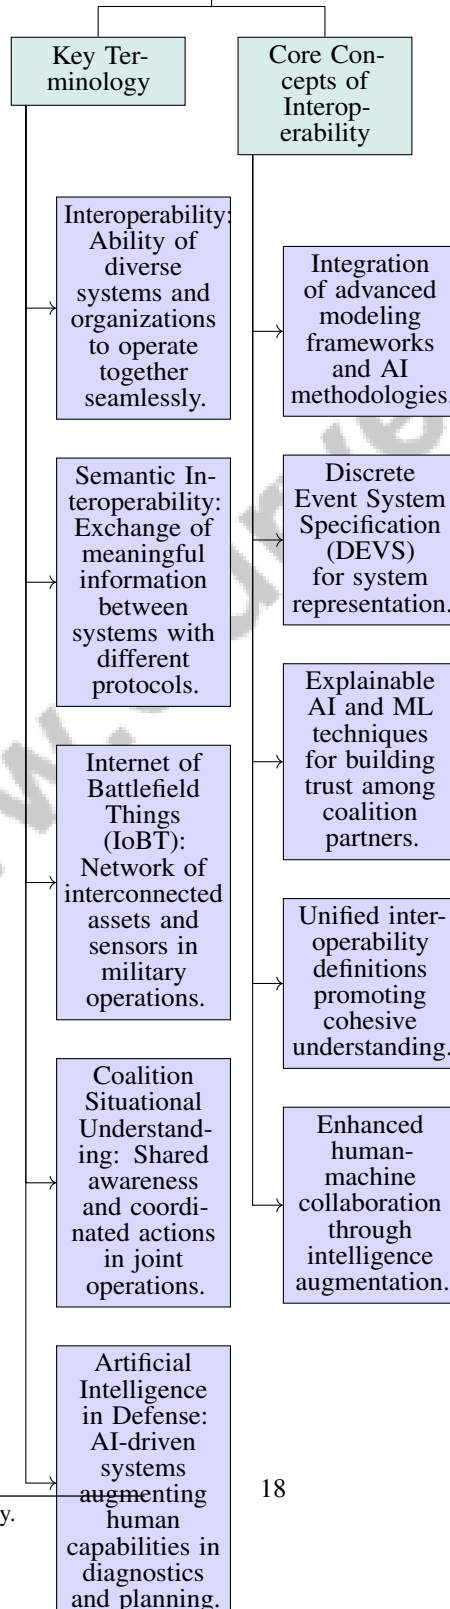 Key Ter-
minology
Interoperability:
Ability of
diverse
systems and
organizations
to operate
together
seamlessly.
Semantic In-
teroperability:
Exchange of
meaningful
information
between
systems with
different
protocols.
Internet of
Battlefield
Things
(IoBT):
Network of
interconnected
assets and
sensors in
military
operations.
Coalition
Situational
Understand-
ing: Shared
awareness
and coordi-
nated actions
in joint
operations.
Artificial
Intelligence
in Defense:
AI-driven
systems
augmenting
human
capabilities in
diagnostics
and planning.
Core Con-
cepts of
Interop-
erability
Integration
of advanced
modeling
frameworks
and AI
methodologies.
Discrete
Event System
Specification
(DEVS)
for system
representation.
Explainable
AI and ML
techniques
for building
trust among
coalition
partners.
Unified inter-
operability
definitions
promoting
cohesive
understanding.
Enhanced
human-
machine
collaboration
through
intelligence
augmentation.
18
y.